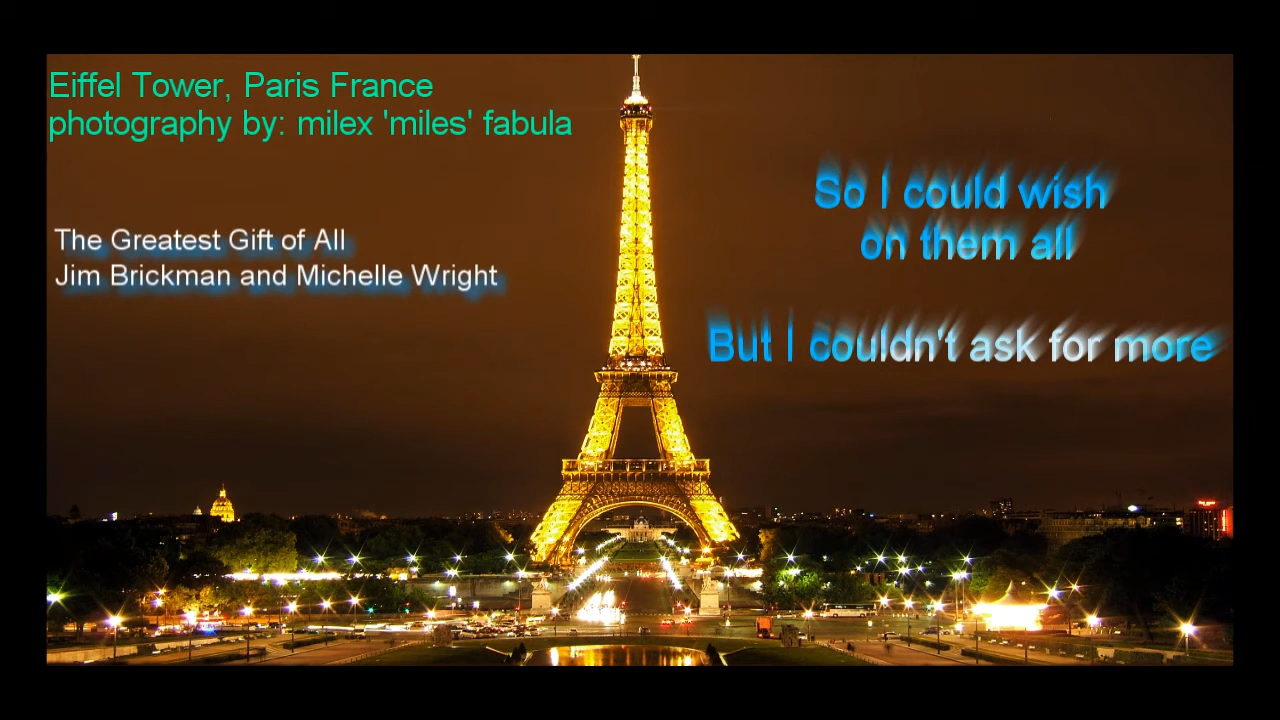 Eiffel Tower, Paris France
photography by: milex 'miles' fabula
The Greatest Gift of All
Jim Brickman and Michelle Wright
So I could wish
on them all
But I couldn't ask for more